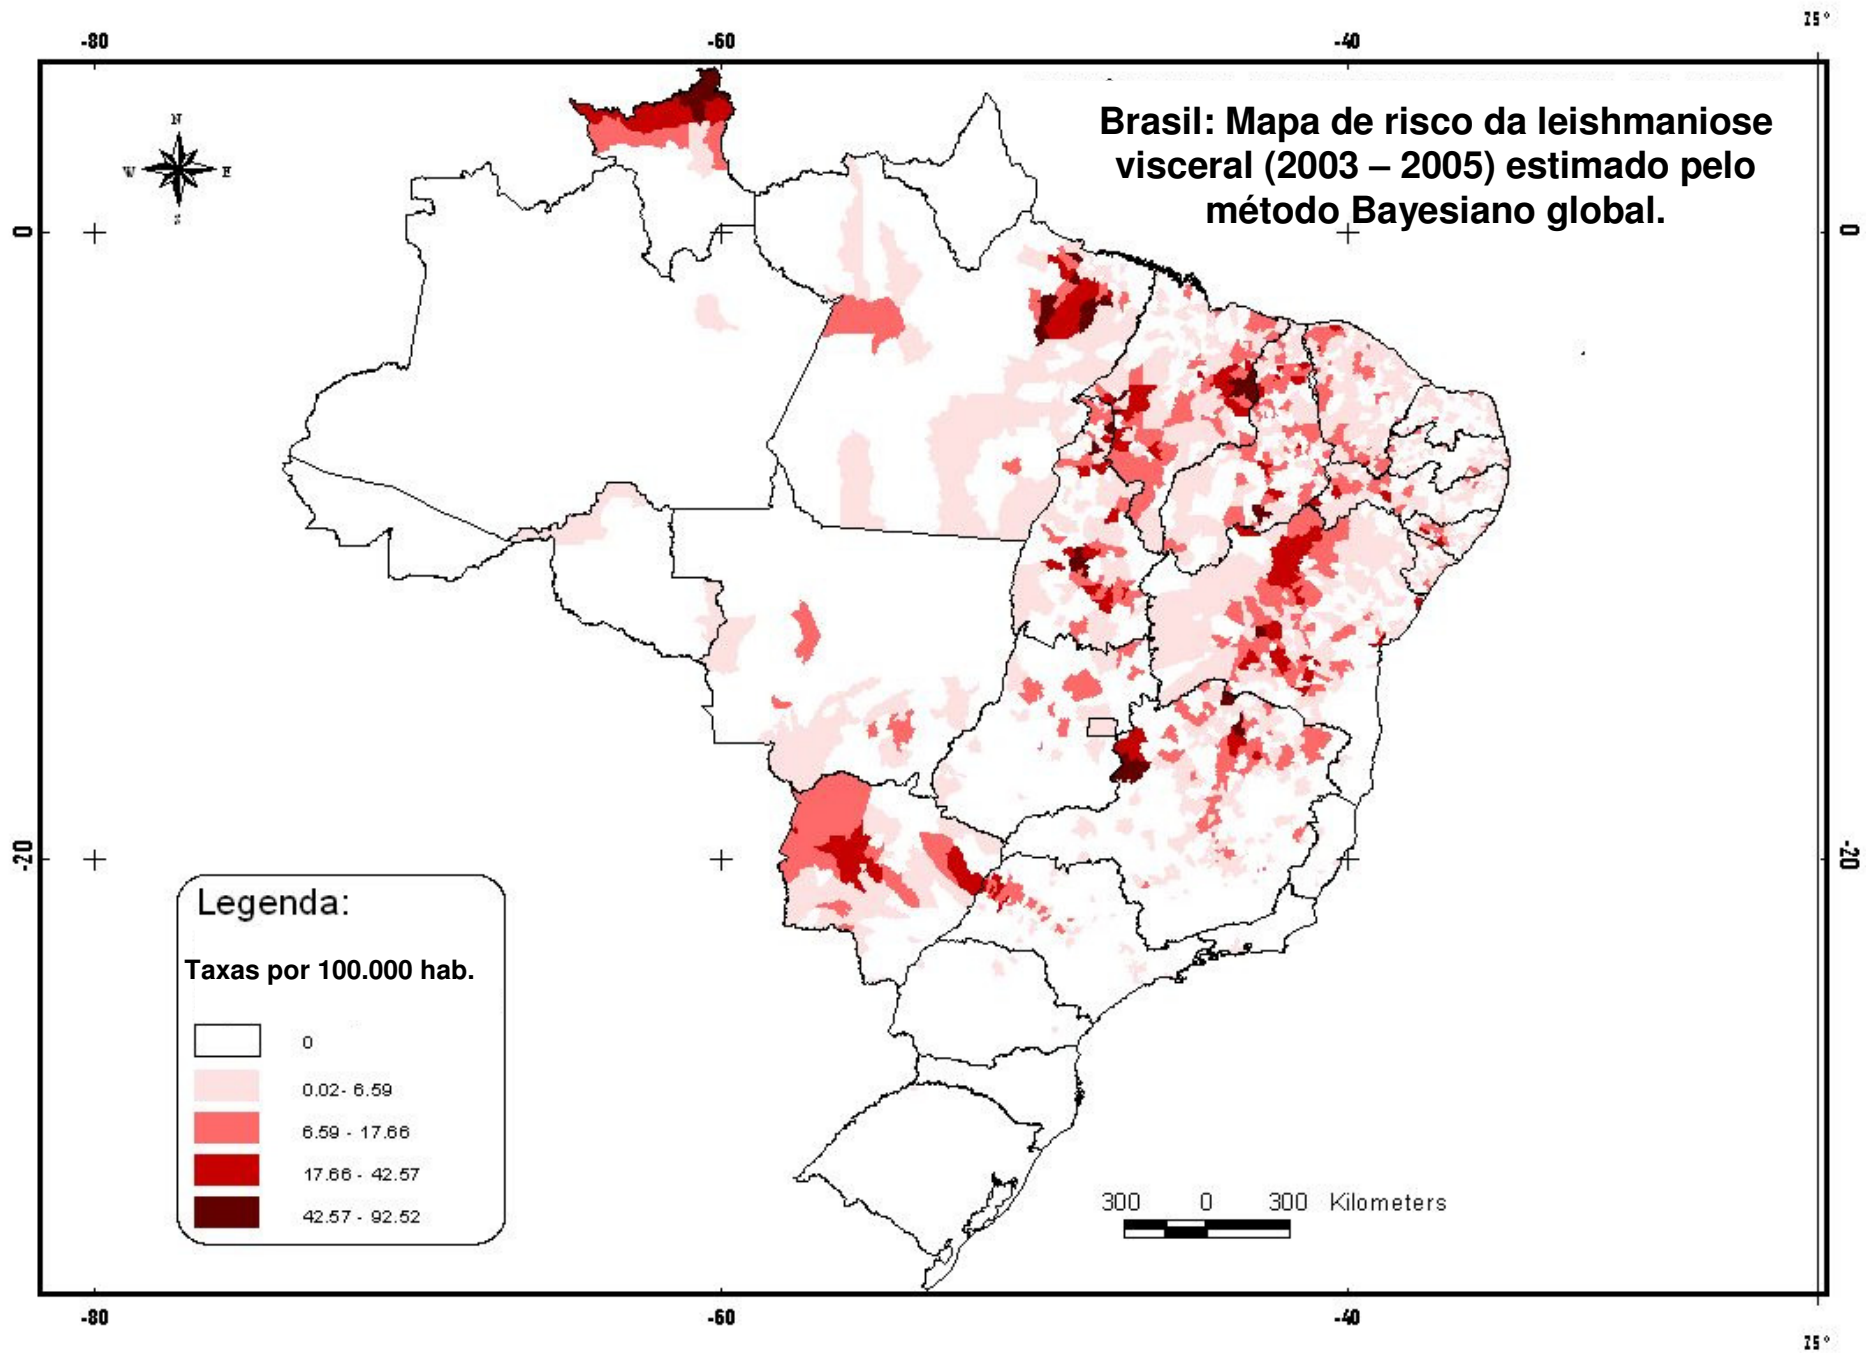 75°
-80
-60
-40
Brasil: Mapa de risco da leishmaniose
visceral (2003 – 2005) estimado pelo
método Bayesiano global.
N
W
E
S
0
0
-20
-20
Legenda:
Taxas por 100.000 hab.
0
0.02- 6.59
6.59 - 17.66
17.66 - 42.57
42.57 - 92.52
300 0 300 Kilometers
-80
-60
-40
75°